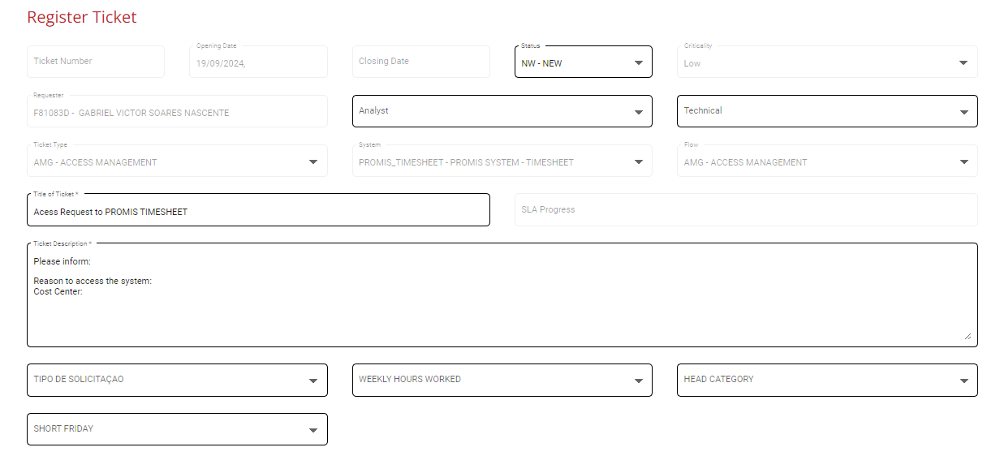 Register Ticket
Ticket Number
Opening Date
19/09/2024,
Closing Date
Status
NW - NEW
Criticality
Low
Requester
F81083D - GABRIEL VICTOR SOARES NASCENTE
Analyst
Technical
Ticket Type
AMG - ACCESS MANAGEMENT
System
PROMIS_TIMESHEET - PROMIS SYSTEM - TIMESHEET
Flow
AMG - ACCESS MANAGEMENT
Title of Ticket *
Acess Request to PROMIS TIMESHEET
SLA Progress
Ticket Description *
Please inform:
Reason to access the system:
Cost Center:
TIPO DE SOLICITAÇAO
WEEKLY HOURS WORKED
HEAD CATEGORY
SHORT FRIDAY